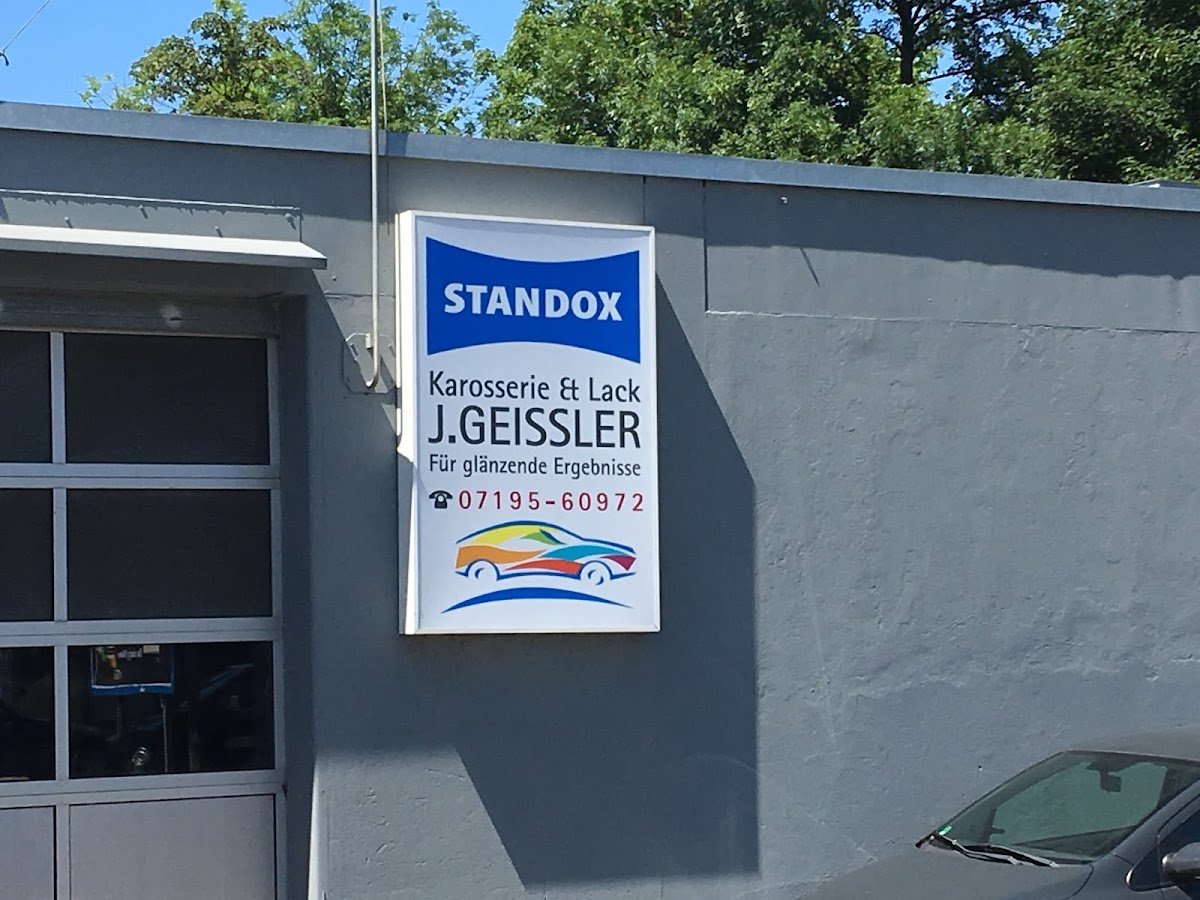 STANDOX
Karosserie & Lack
J.GEISSLER
Für glänzende Ergebnisse
☎ 07195-60972